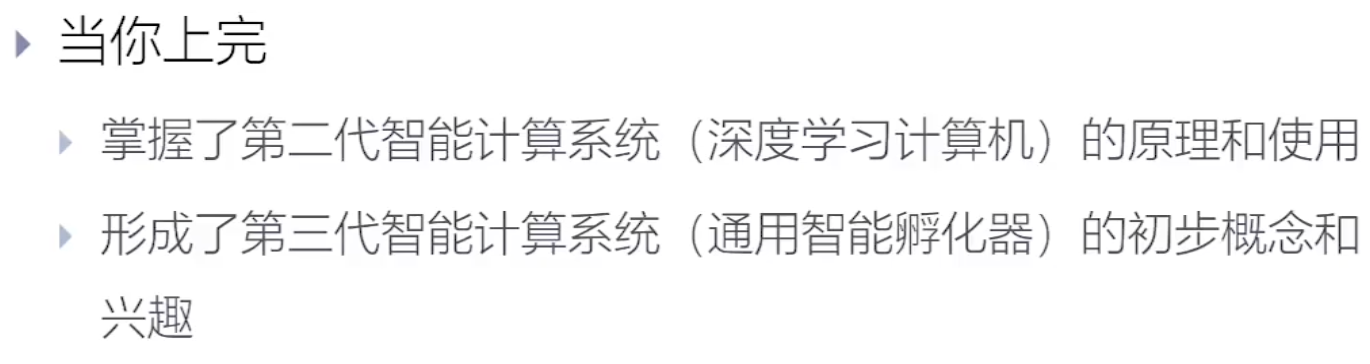 当你上完
掌握了第二代智能计算系统（深度学习计算机）的原理和使用
形成了第三代智能计算系统（通用智能孵化器）的初步概念和
兴趣